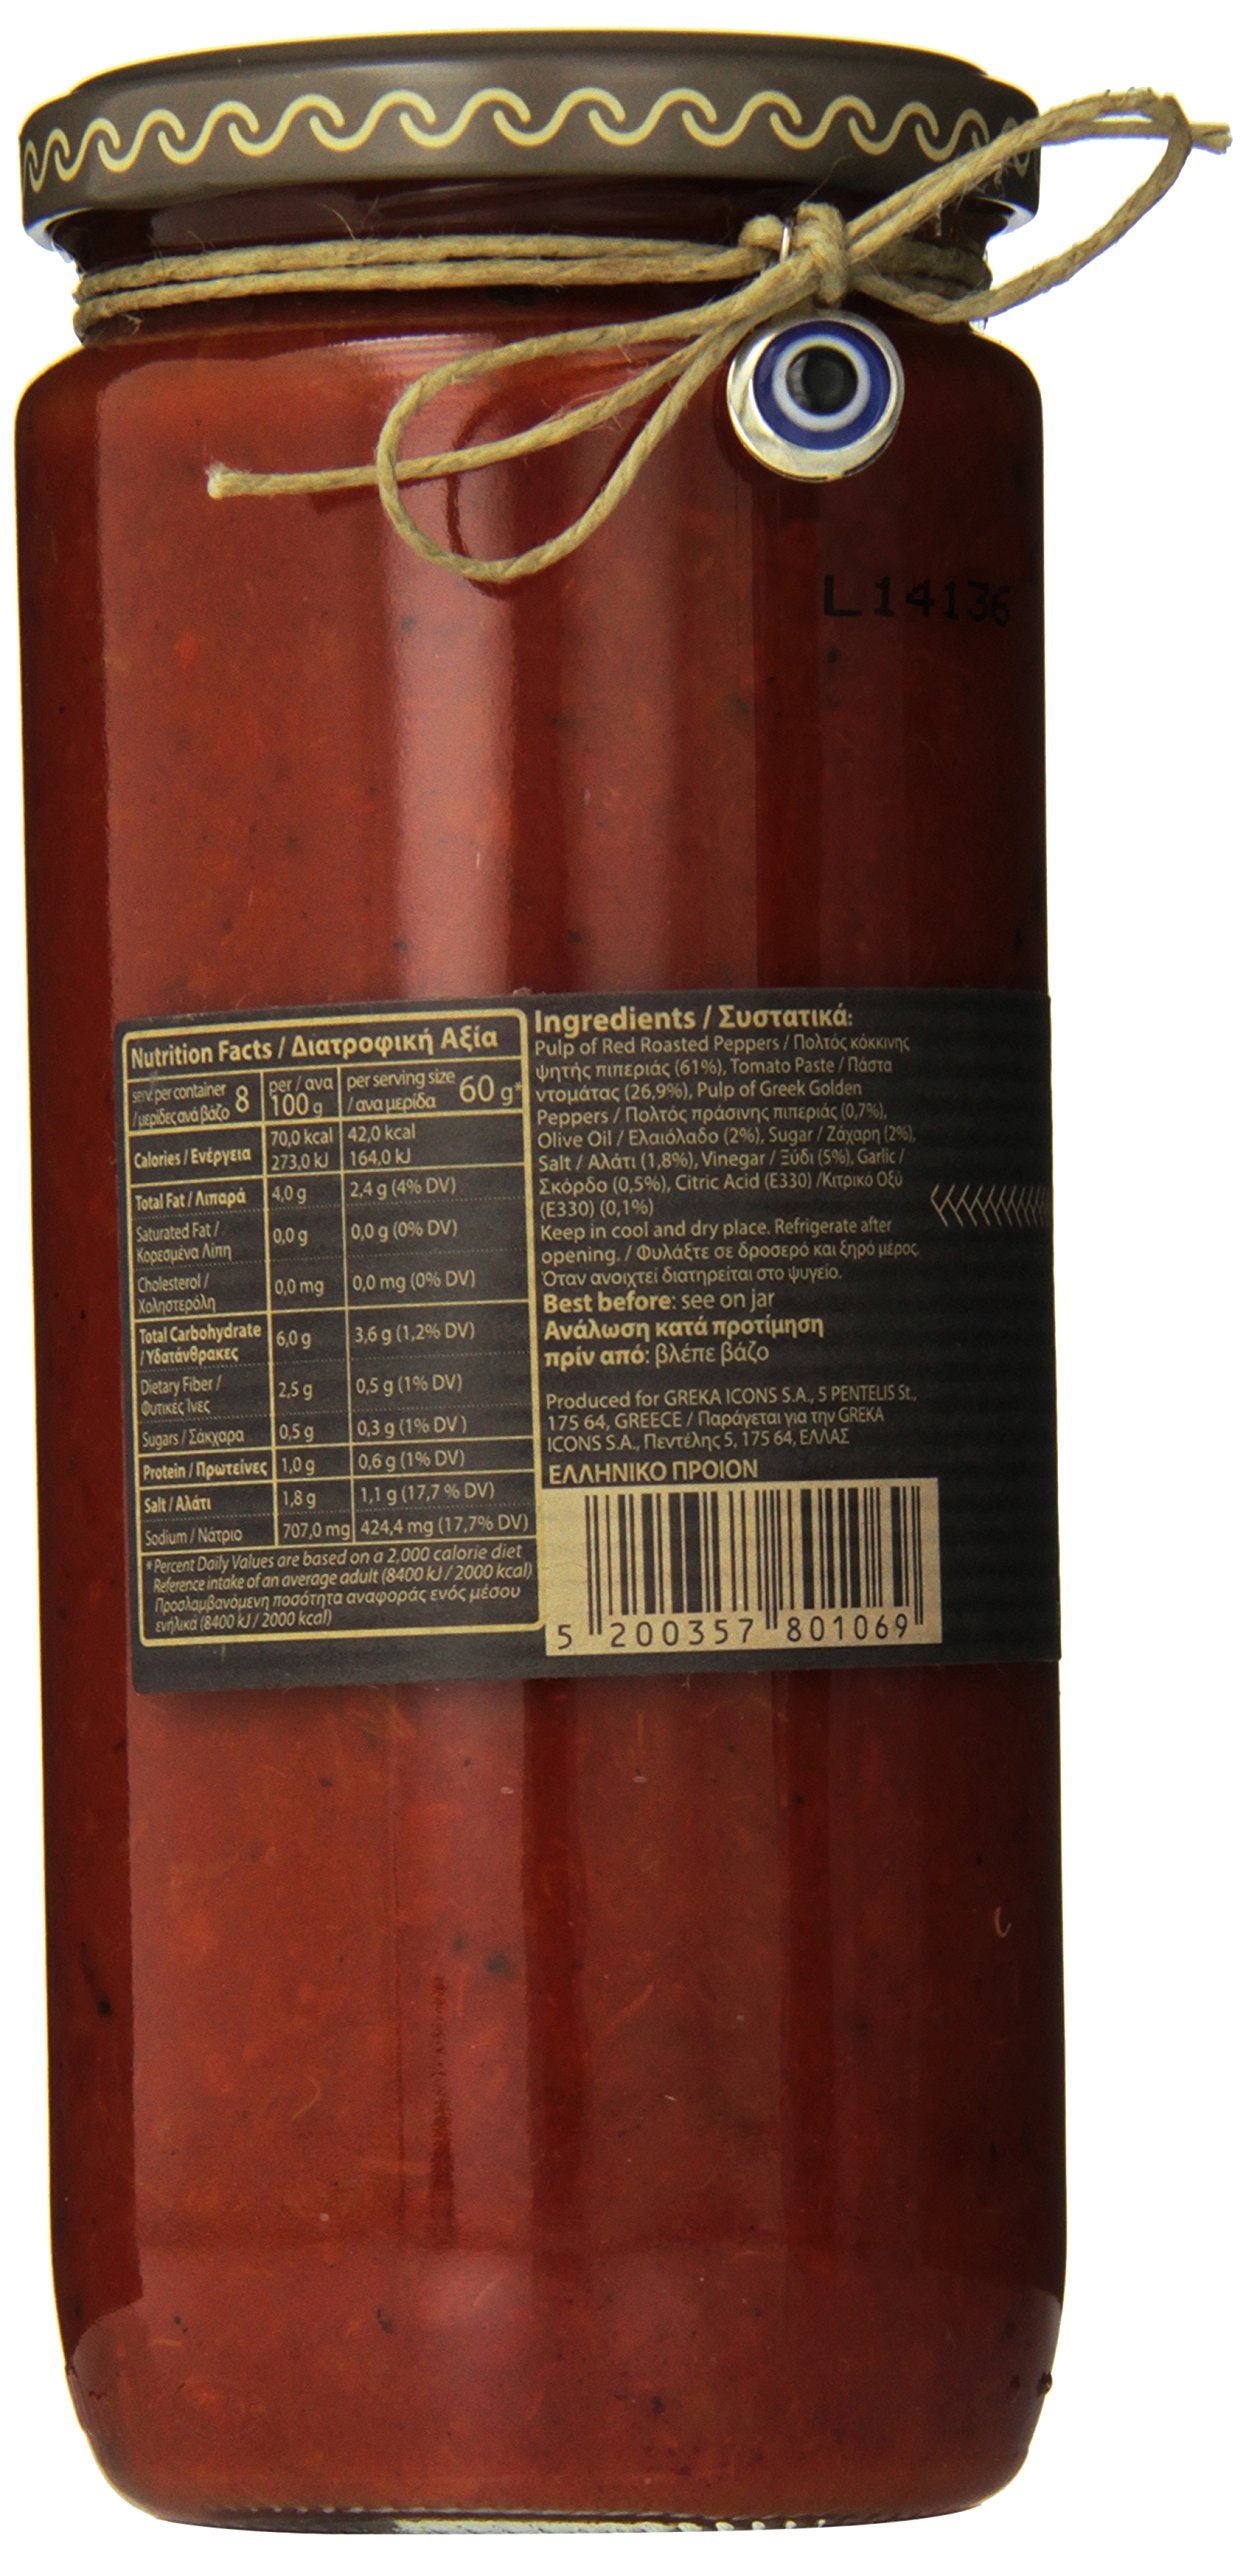 L14136
Nutrition Facts / Διατροφική Αξία
serv. per container / μερίδες ανά βάζο 8 per / ανα 100 g per serving size / ανα μερίδα 60 g*
Calories / Ενέργεια 70,0 kcal 273,0 kJ 42,0 kcal 164,0 kJ
Total Fat / Λιπαρά 4,0 g 2,4 g (4% DV)
Saturated Fat / Κορεσμένα Λίπη 0,0 g 0,0 g (0% DV)
Cholesterol / Χοληστερόλη 0,0 mg 0,0 mg (0% DV)
Total Carbohydrate / Υδατάνθρακες 6,0 g 3,6 g (1,2% DV)
Dietary Fiber / Φυτικές Ίνες 2,5 g 0,5 g (1% DV)
Sugars / Σάκχαρα 0,5 g 0,3 g (1% DV )
Protein / Πρωτείνες 1,0 g 0,6 g (1% DV)
Salt / Αλάτι 1,8 g 1,1 g (17,7 % DV)
Sodium / Νάτριο 707,0 mg 424,4 mg (17,7% DV)
* Percent Daily Values are based on a 2,000 calorie diet
Reference intake of an average adult (8400 kJ / 2000 kcal)
Προσλαμβανόμενη ποσότητα αναφοράς ενός μέσου
ενήλικα (8400 kJ / 2000 kcal)
Ingredients / Συστατικά:
Pulp of Red Roasted Peppers / Πολτός κόκκινης
ψητής πιπεριάς (61%), Tomato Paste / Πάστα
ντομάτας (26,9%), Pulp of Greek Golden
Peppers / Πολτός πράσινης πιπεριάς (0,7%),
Olive Oil / Ελαιόλαδο (2%), Sugar / Ζάχαρη (2%),
Salt / Αλάτι (1,8%), Vinegar / Ξύδι (5%), Garlic /
Σκόρδο (0,5%), Citric Acid (E330) /Κιτρικό Οξύ
(E330) (0,1%)
Keep in cool and dry place. Refrigerate after
opening. / Φυλάξτε σε δροσερό και ξηρό μέρος.
Όταν ανοιχτεί διατηρείται στο ψυγείο.
Best before: see on jar
Ανάλωση κατά προτίμηση
πρίν από: βλέπε βάζο
Produced for GREKA ICONS S.A., 5 PENTELIS St.,
175 64, GREECE / Παράγεται για την GREKA
ICONS S.A., Πεντέλης 5, 175 64, ΕΛΛΑΣ
ΕΛΛΗΝΙΚΟ ΠΡΟΙΟΝ
5 200357 801069